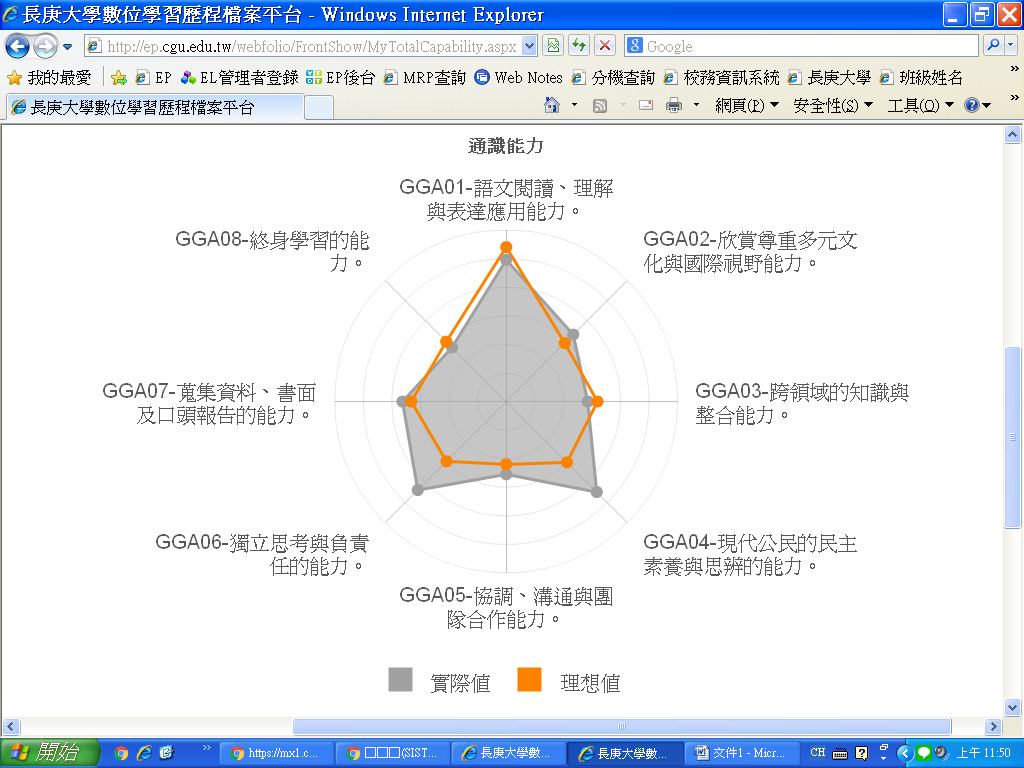 長庚大學數位學習歷程檔案平台 - Windows Internet Explorer
http://ep.cgu.edu.tw/webfolio/FrontShow/MyTotalCapability.aspx
Google
我的最愛
EP
EL管理者登錄
EP後台
MRP查詢
Web Notes
分機查詢
校務資訊系統
長庚大學
班級姓名
長庚大學數位學習歷程檔案平台
網頁(P)
安全性(S)
工具(O)
通識能力
GGA01-語文閱讀、理解
與表達應用能力。
GGA02-欣賞尊重多元文
化與國際視野能力。
GGA03-跨領域的知識與
整合能力。
GGA04-現代公民的民主
素養與思辨的能力。
GGA05-協調、溝通與團
隊合作能力。
GGA06-獨立思考與負責
任的能力。
GGA07-蒐集資料、書面
及口頭報告的能力。
GGA08-終身學習的能
力。
實際值
理想值
開始
https://mx1.c...
□□□(SIST...
長庚大學數...
長庚大學數...
文件1 - Micr...
CH
上午 11:50